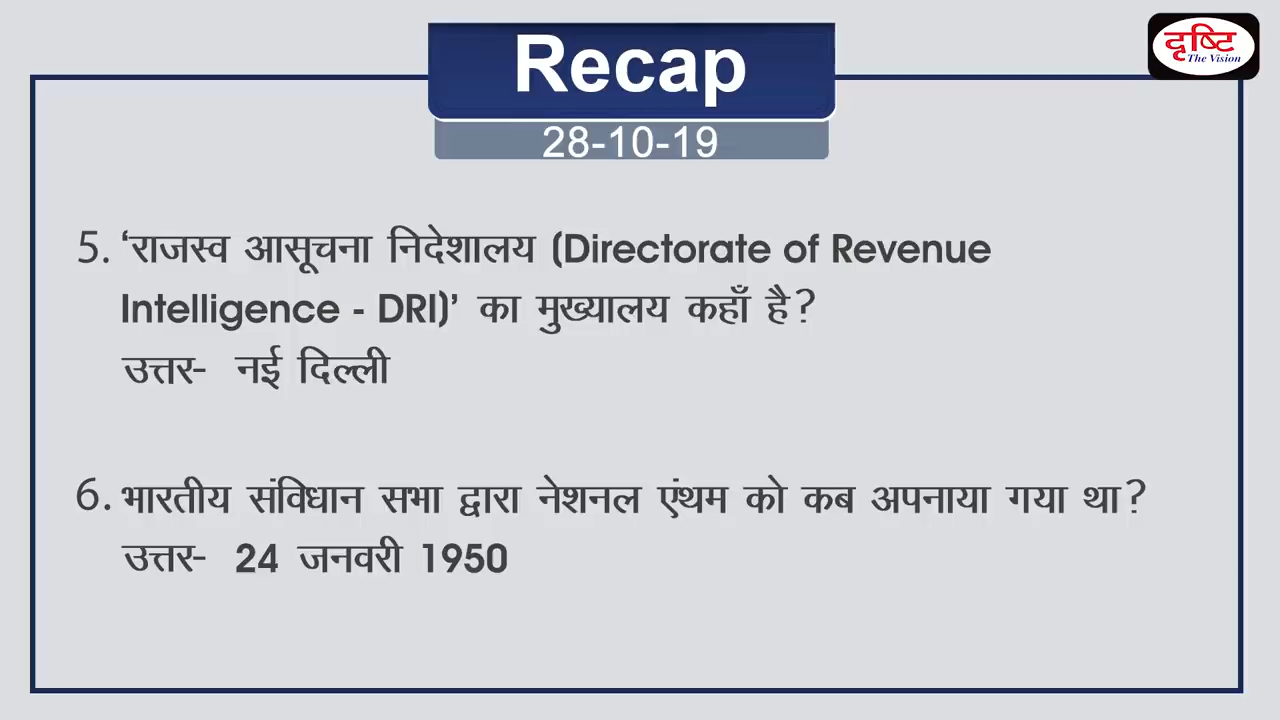 दृष्टि
The Vision
Recap
28-10-19
5. ‘राजस्व आसूचना निदेशालय (Directorate of Revenue
Intelligence - DRI)’ का मुख्यालय कहाँ है?
उत्तर- नई दिल्ली
6. भारतीय संविधान सभा द्वारा नेशनल एंथम को कब अपनाया गया था?
उत्तर- 24 जनवरी 1950